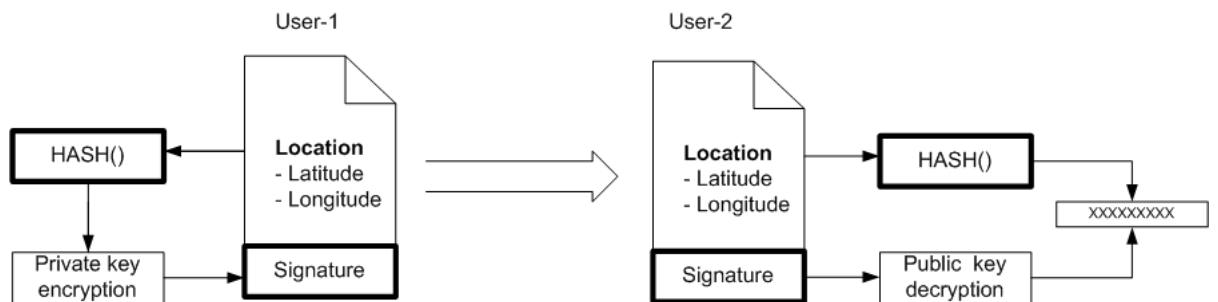 User-1
User-2
HASH()
Location
- Latitude
- Longitude
Private key
encryption
Signature
Location
- Latitude
- Longitude
HASH()
XXXXXXXXX
Signature
Public key
decryption